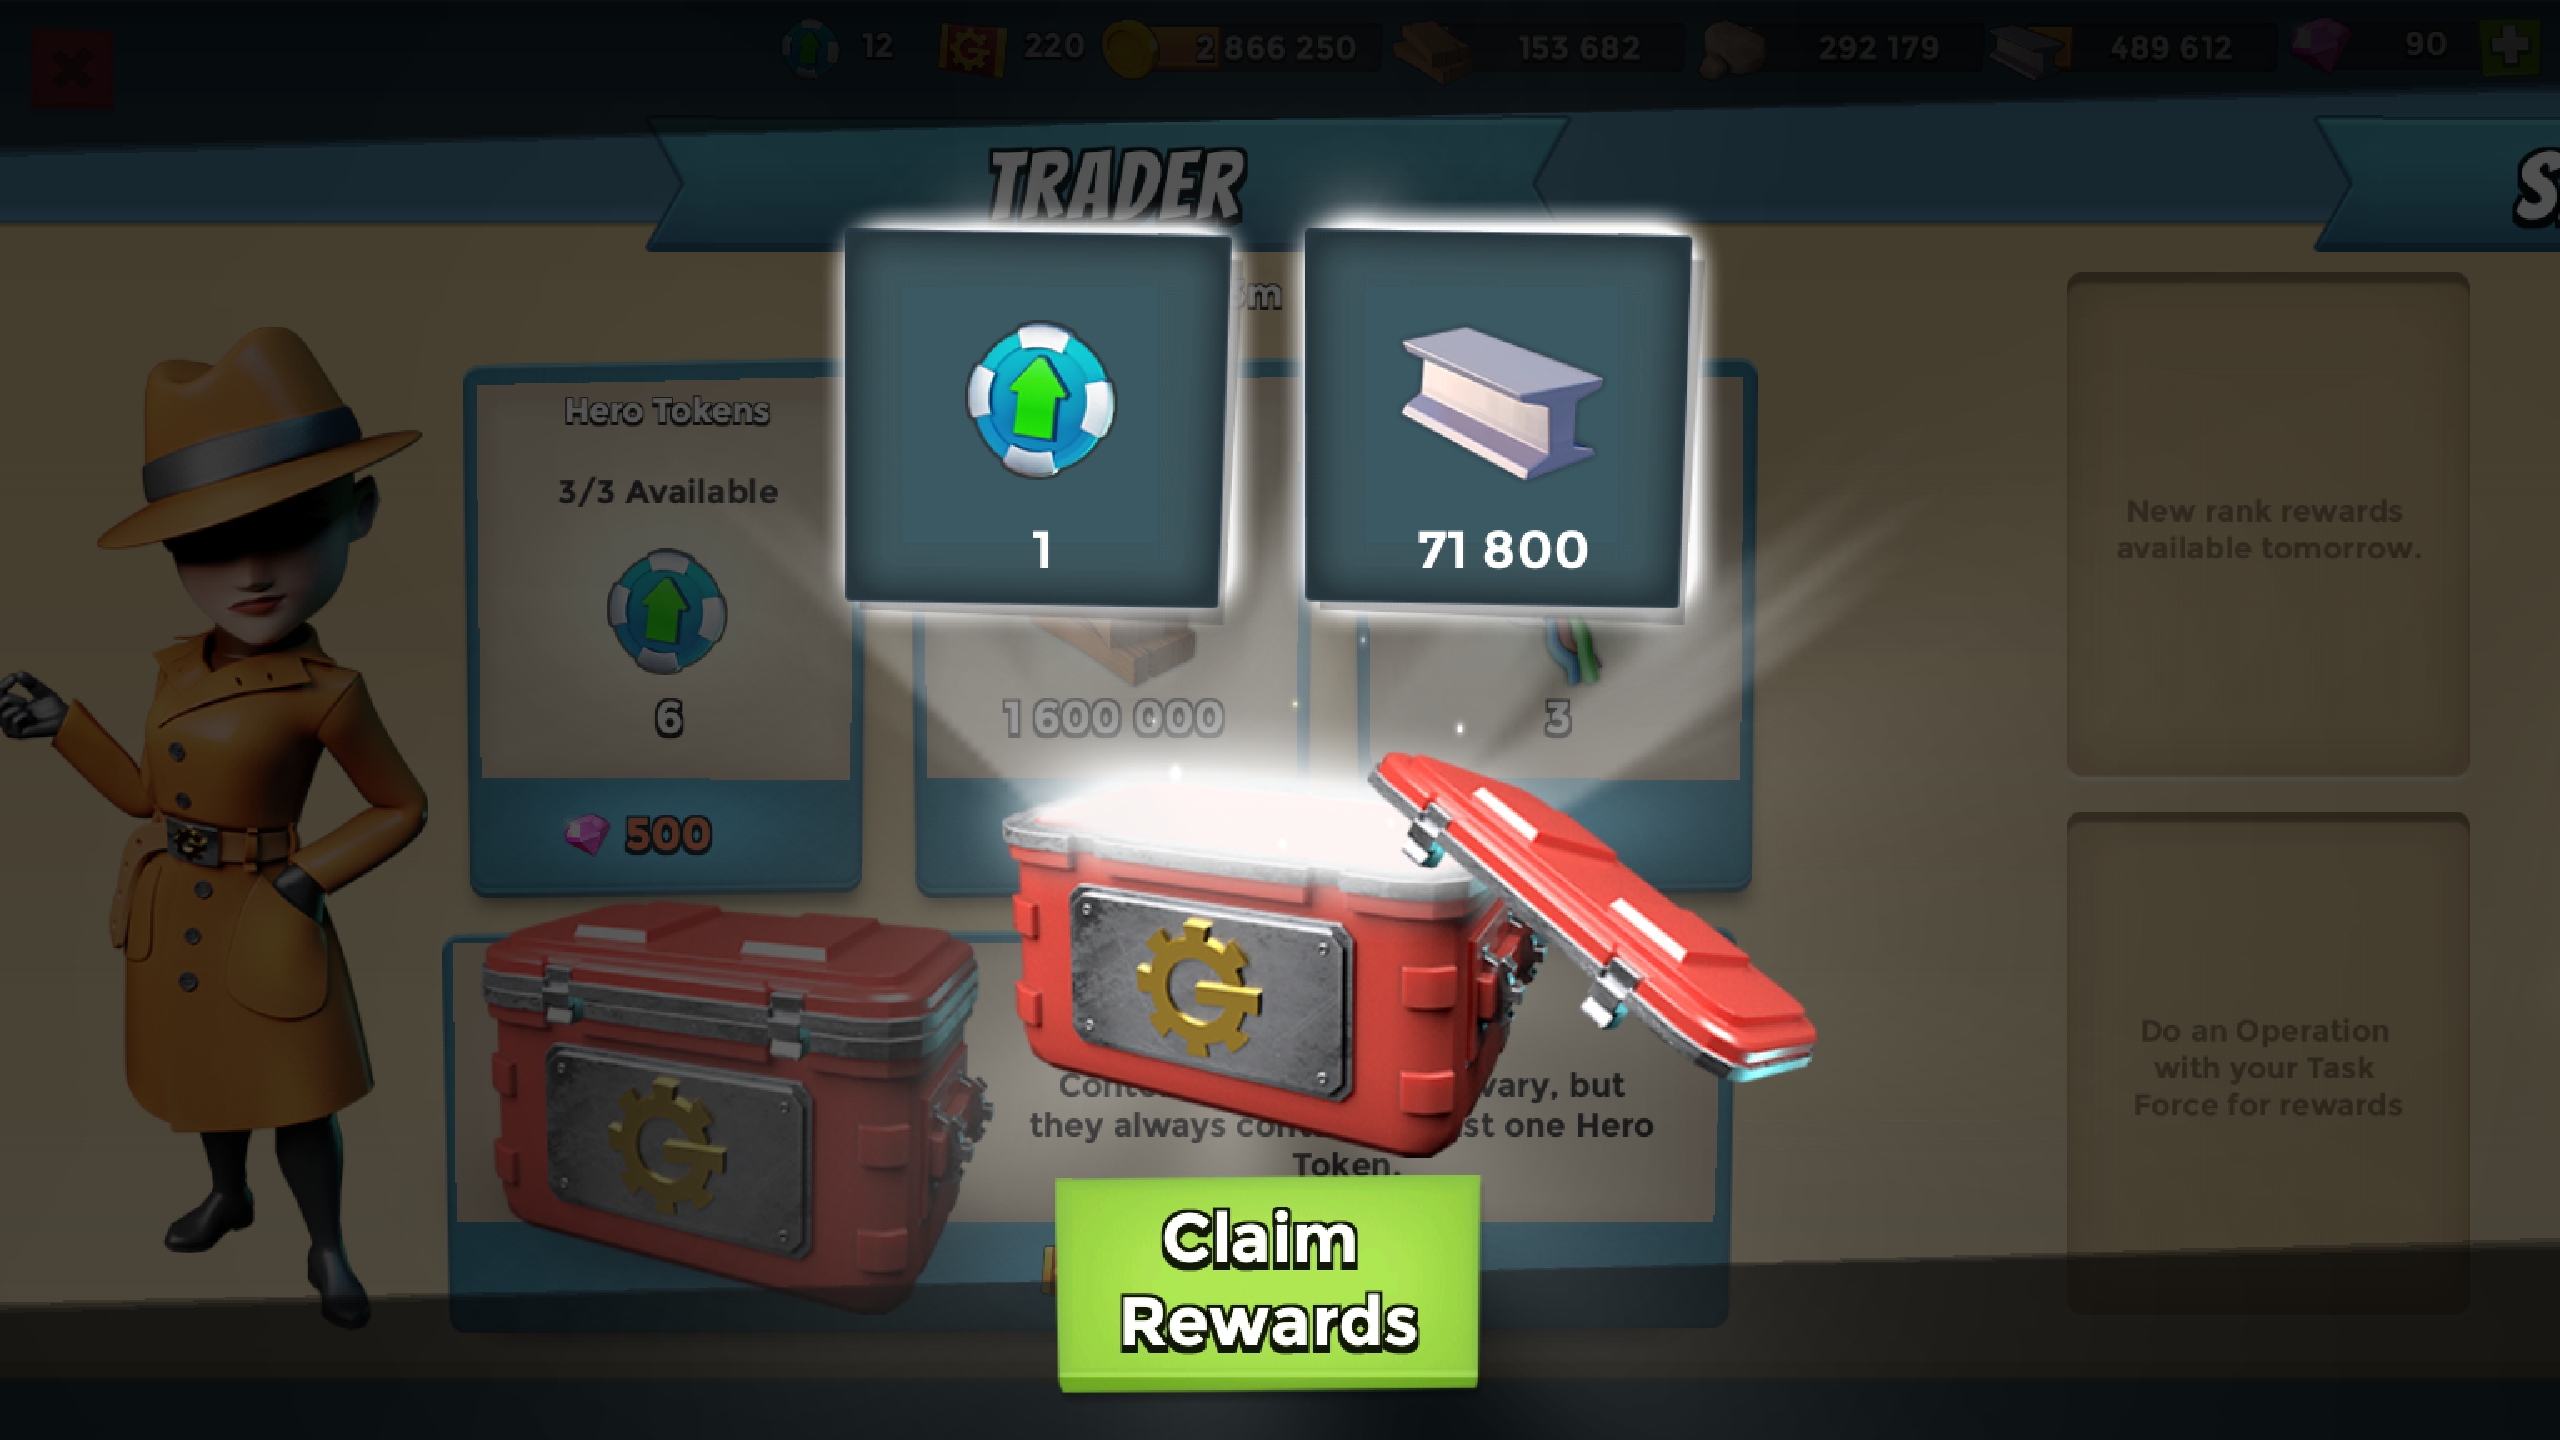 12
220
2 866 250
153 682
292 179
489 612
90
TRADER
3m
Hero Tokens
3/3 Available
6
500
1
71 800
1 600 000
3
New rank rewards
available tomorrow.
vary, but
they always one Hero
Token.
Do an Operation
with your Task
Force for rewards
Claim
Rewards